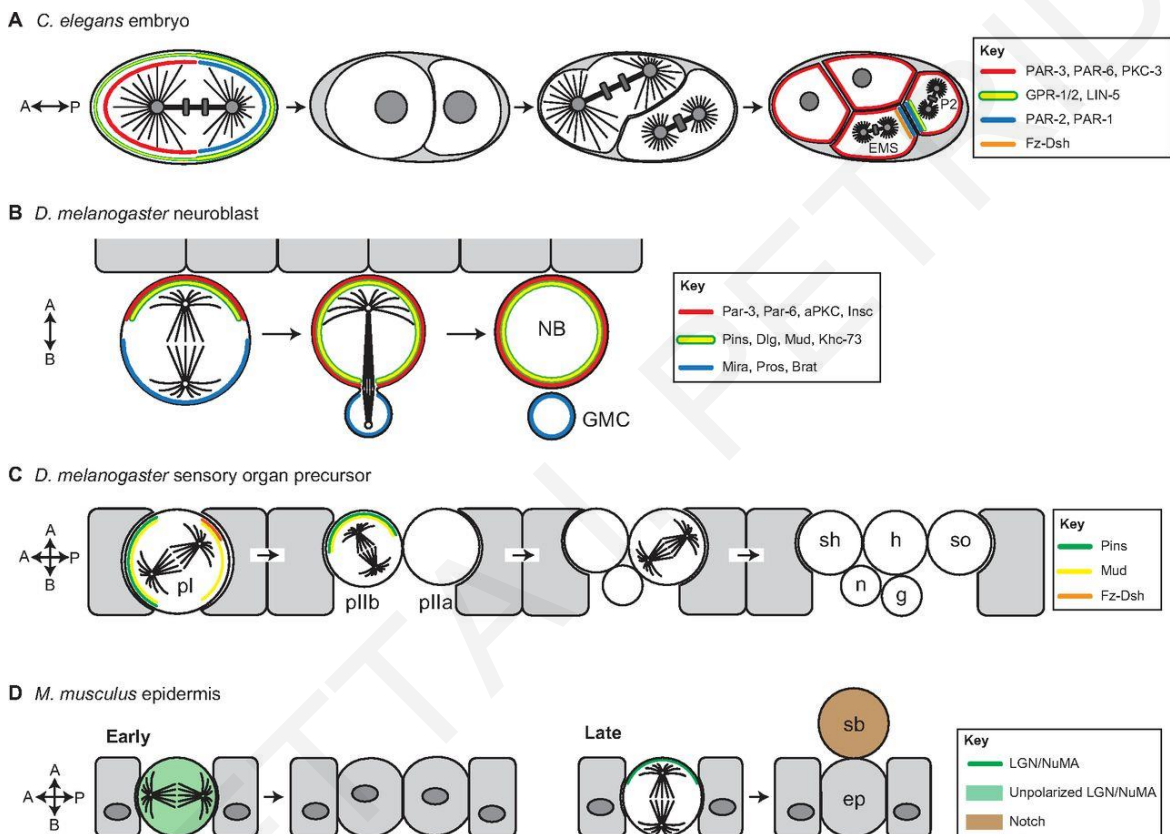 A C. elegans embryo
A P
P2
EMS
Key
PAR-3, PAR-6, PKC-3
GPR-1/2, LIN-5
PAR-2, PAR-1
Fz-Dsh
B D. melanogaster neuroblast
A
B
NB
GMC
Key
Par-3, Par-6, aPKC, Insc
Pins, Dlg, Mud, Khc-73
Mira, Pros, Brat
C D. melanogaster sensory organ precursor
A
A P
B
pI
pIIb
pIIa
sh h so
n g
Key
Pins
Mud
Fz-Dsh
D M. musculus epidermis
Early
Late
A
A P
B
sb
ep
Key
LGN/NuMA
Unpolarized LGN/NuMA
Notch